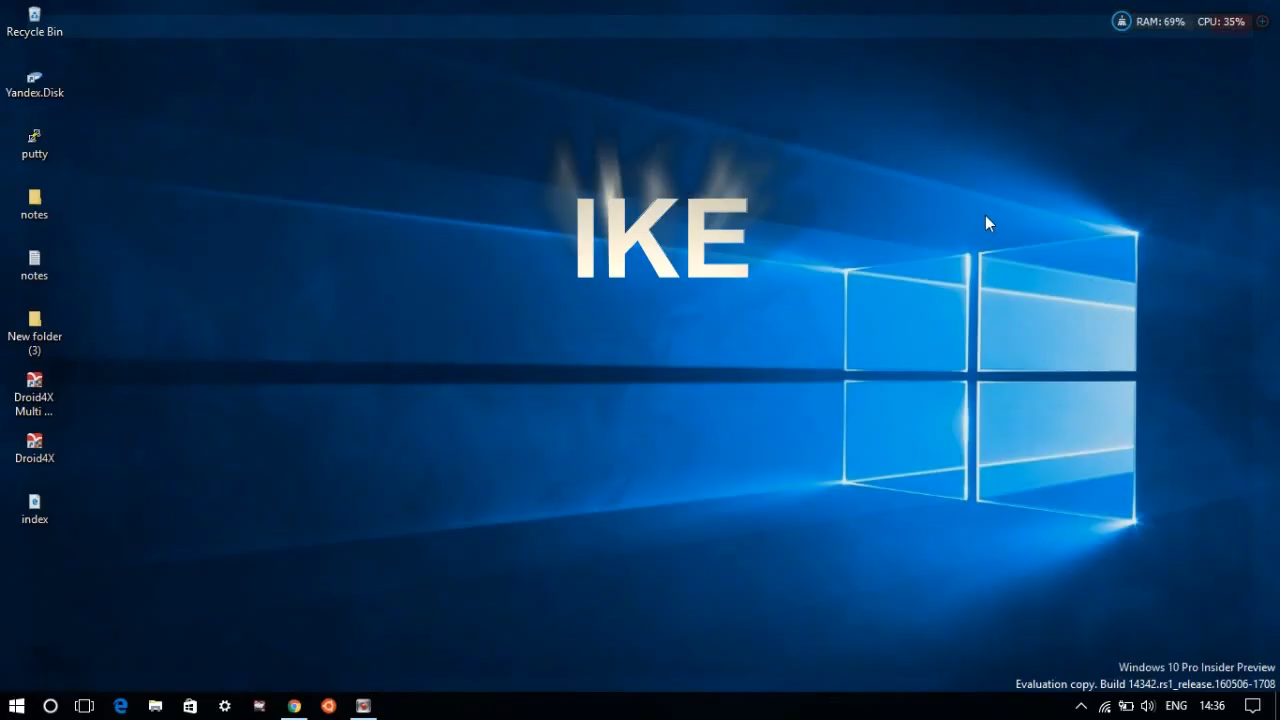 Recycle Bin
RAM: 69% CPU: 35%
Yandex.Disk
putty
notes
IKE
notes
New folder
(3)
Droid4X
Multi ...
Droid4X
index
Windows 10 Pro Insider Preview
Evaluation copy. Build 14342.rs1_release.160506-1708
ENG 14:36